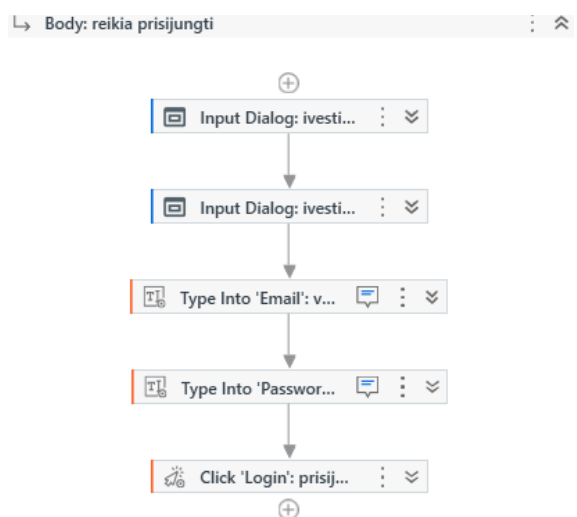 Body: reikia prisijungti
Input Dialog: ivesti...
Input Dialog: ivesti...
Type Into 'Email': v...
Type Into 'Passwor...
Click 'Login': prisij...